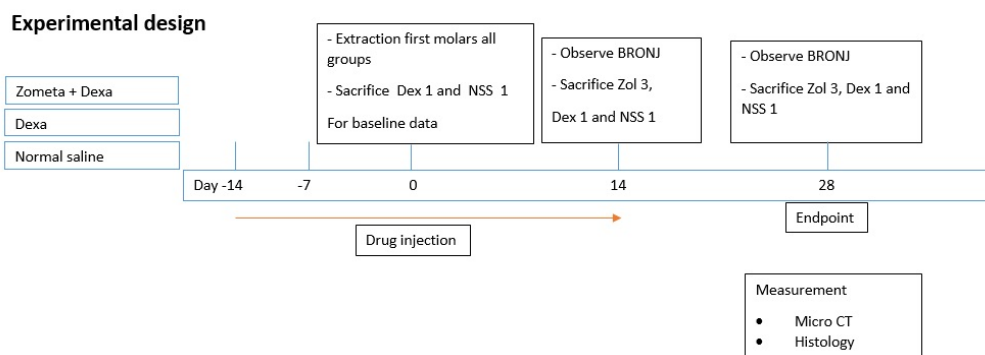 Experimental design
Zometa + Dexa
Dexa
Normal saline
- Extraction first molars all
groups
- Sacrifice Dex 1 and NSS 1
For baseline data
- Observe BRONJ
- Sacrifice Zol 3,
Dex 1 and NSS 1
- Observe BRONJ
- Sacrifice Zol 3, Dex 1 and
NSS 1
Day -14 -7 0 14 28
Drug injection
Endpoint
Measurement
• Micro CT
• Histology